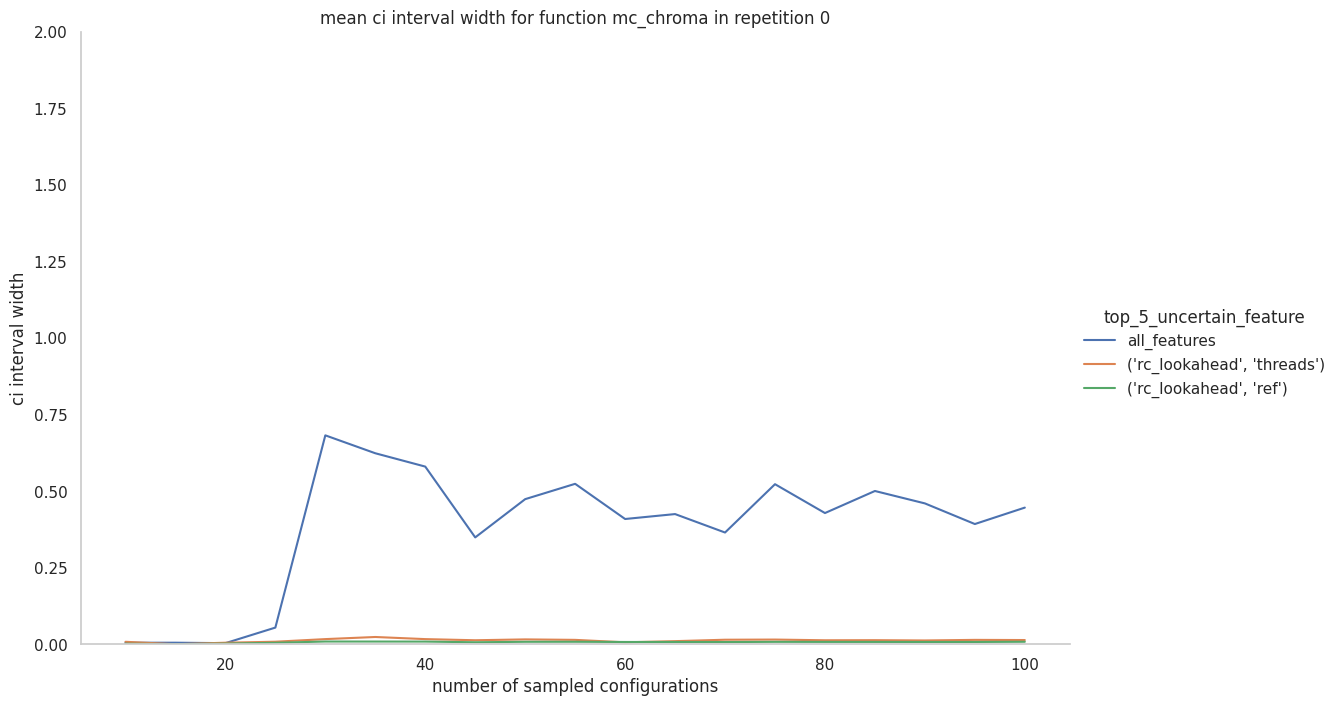 mean ci interval width for function mc_chroma in repetition 0
2.00
1.75
1.50
1.25
1.00
0.75
0.50
0.25
0.00
ci interval width
20
40
60
80
100
number of sampled configurations
top_5_uncertain_feature
all_features
('rc_lookahead', 'threads')
('rc_lookahead', 'ref')